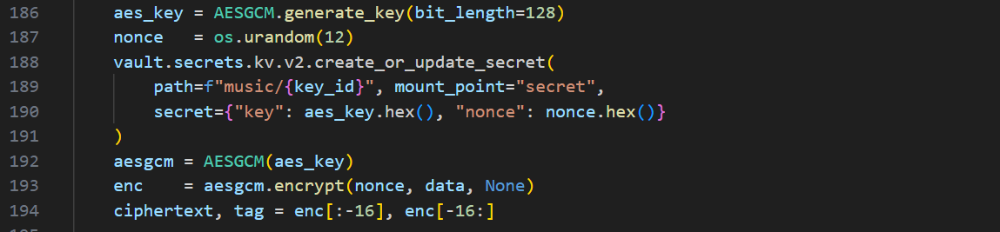 186 aes_key = AESGCM.generate_key(bit_length=128)
187 nonce   = os.urandom(12)
188 vault.secrets.kv.v2.create_or_update_secret(
189     path=f"music/{key_id}", mount_point="secret",
190     secret={"key": aes_key.hex(), "nonce": nonce.hex()}
191 )
192 aesgcm = AESGCM(aes_key)
193 enc    = aesgcm.encrypt(nonce, data, None)
194 ciphertext, tag = enc[:-16], enc[-16:]